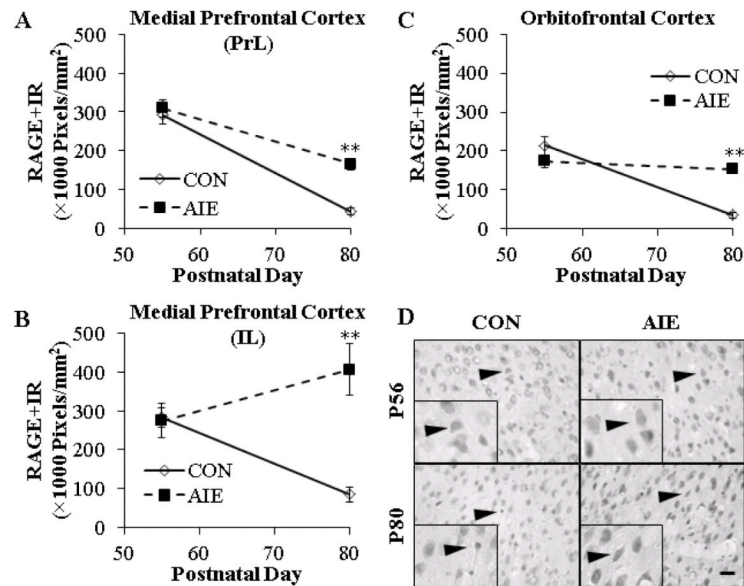 A
Medial Prefrontal Cortex
(PrL)
RAGE+IR
(×1000 Pixels/mm²)
500
400
300
200
100
0
**
CON
AIE
50
60
70
80
Postnatal Day
B
Medial Prefrontal Cortex
(IL)
RAGE+IR
(×1000 Pixels/mm²)
500
400
300
200
100
0
**
CON
AIE
50
60
70
80
Postnatal Day
C
Orbitofrontal Cortex
RAGE+IR
(×1000 Pixels/mm²)
500
400
300
200
100
0
CON
AIE
**
50
60
70
80
Postnatal Day
D
CON
AIE
P56
P80